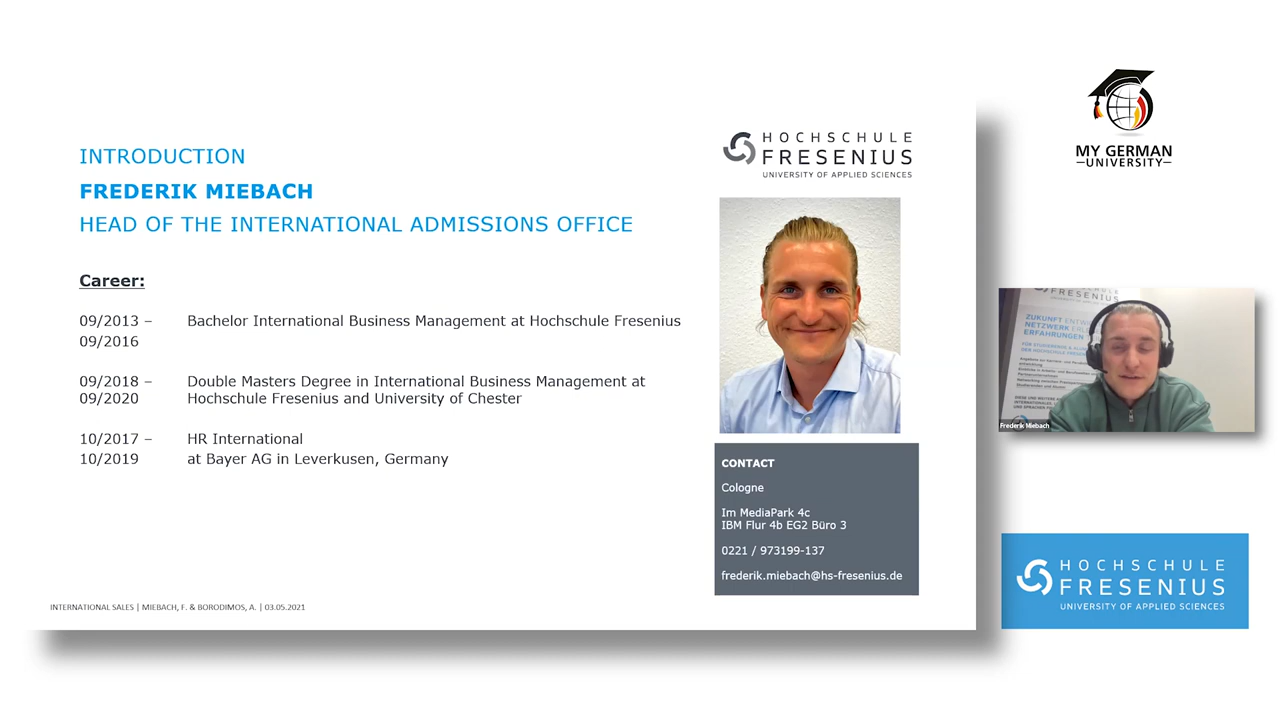 INTRODUCTION
FREDERIK MIEBACH
HEAD OF THE INTERNATIONAL ADMISSIONS OFFICE
Career:
09/2013 – Bachelor International Business Management at Hochschule Fresenius
09/2016
09/2018 – Double Masters Degree in International Business Management at
09/2020 Hochschule Fresenius and University of Chester
10/2017 – HR International
10/2019 at Bayer AG in Leverkusen, Germany
INTERNATIONAL SALES | MIEBACH, F. & BORODIMOS, A. | 03.05.2021
HOCHSCHULE
FRESENIUS
UNIVERSITY OF APPLIED SCIENCES
CONTACT
Cologne
Im MediaPark 4c
IBM Flur 4b EG2 Büro 3
0221 / 973199-137
frederik.miebach@hs-fresenius.de
MY GERMAN
UNIVERSITY
FRESENIUS
ZUKUNFT
NETZWERK
ERFAHRUNGEN
Frederik Miebach
HOCHSCHULE
FRESENIUS
UNIVERSITY OF APPLIED SCIENCES